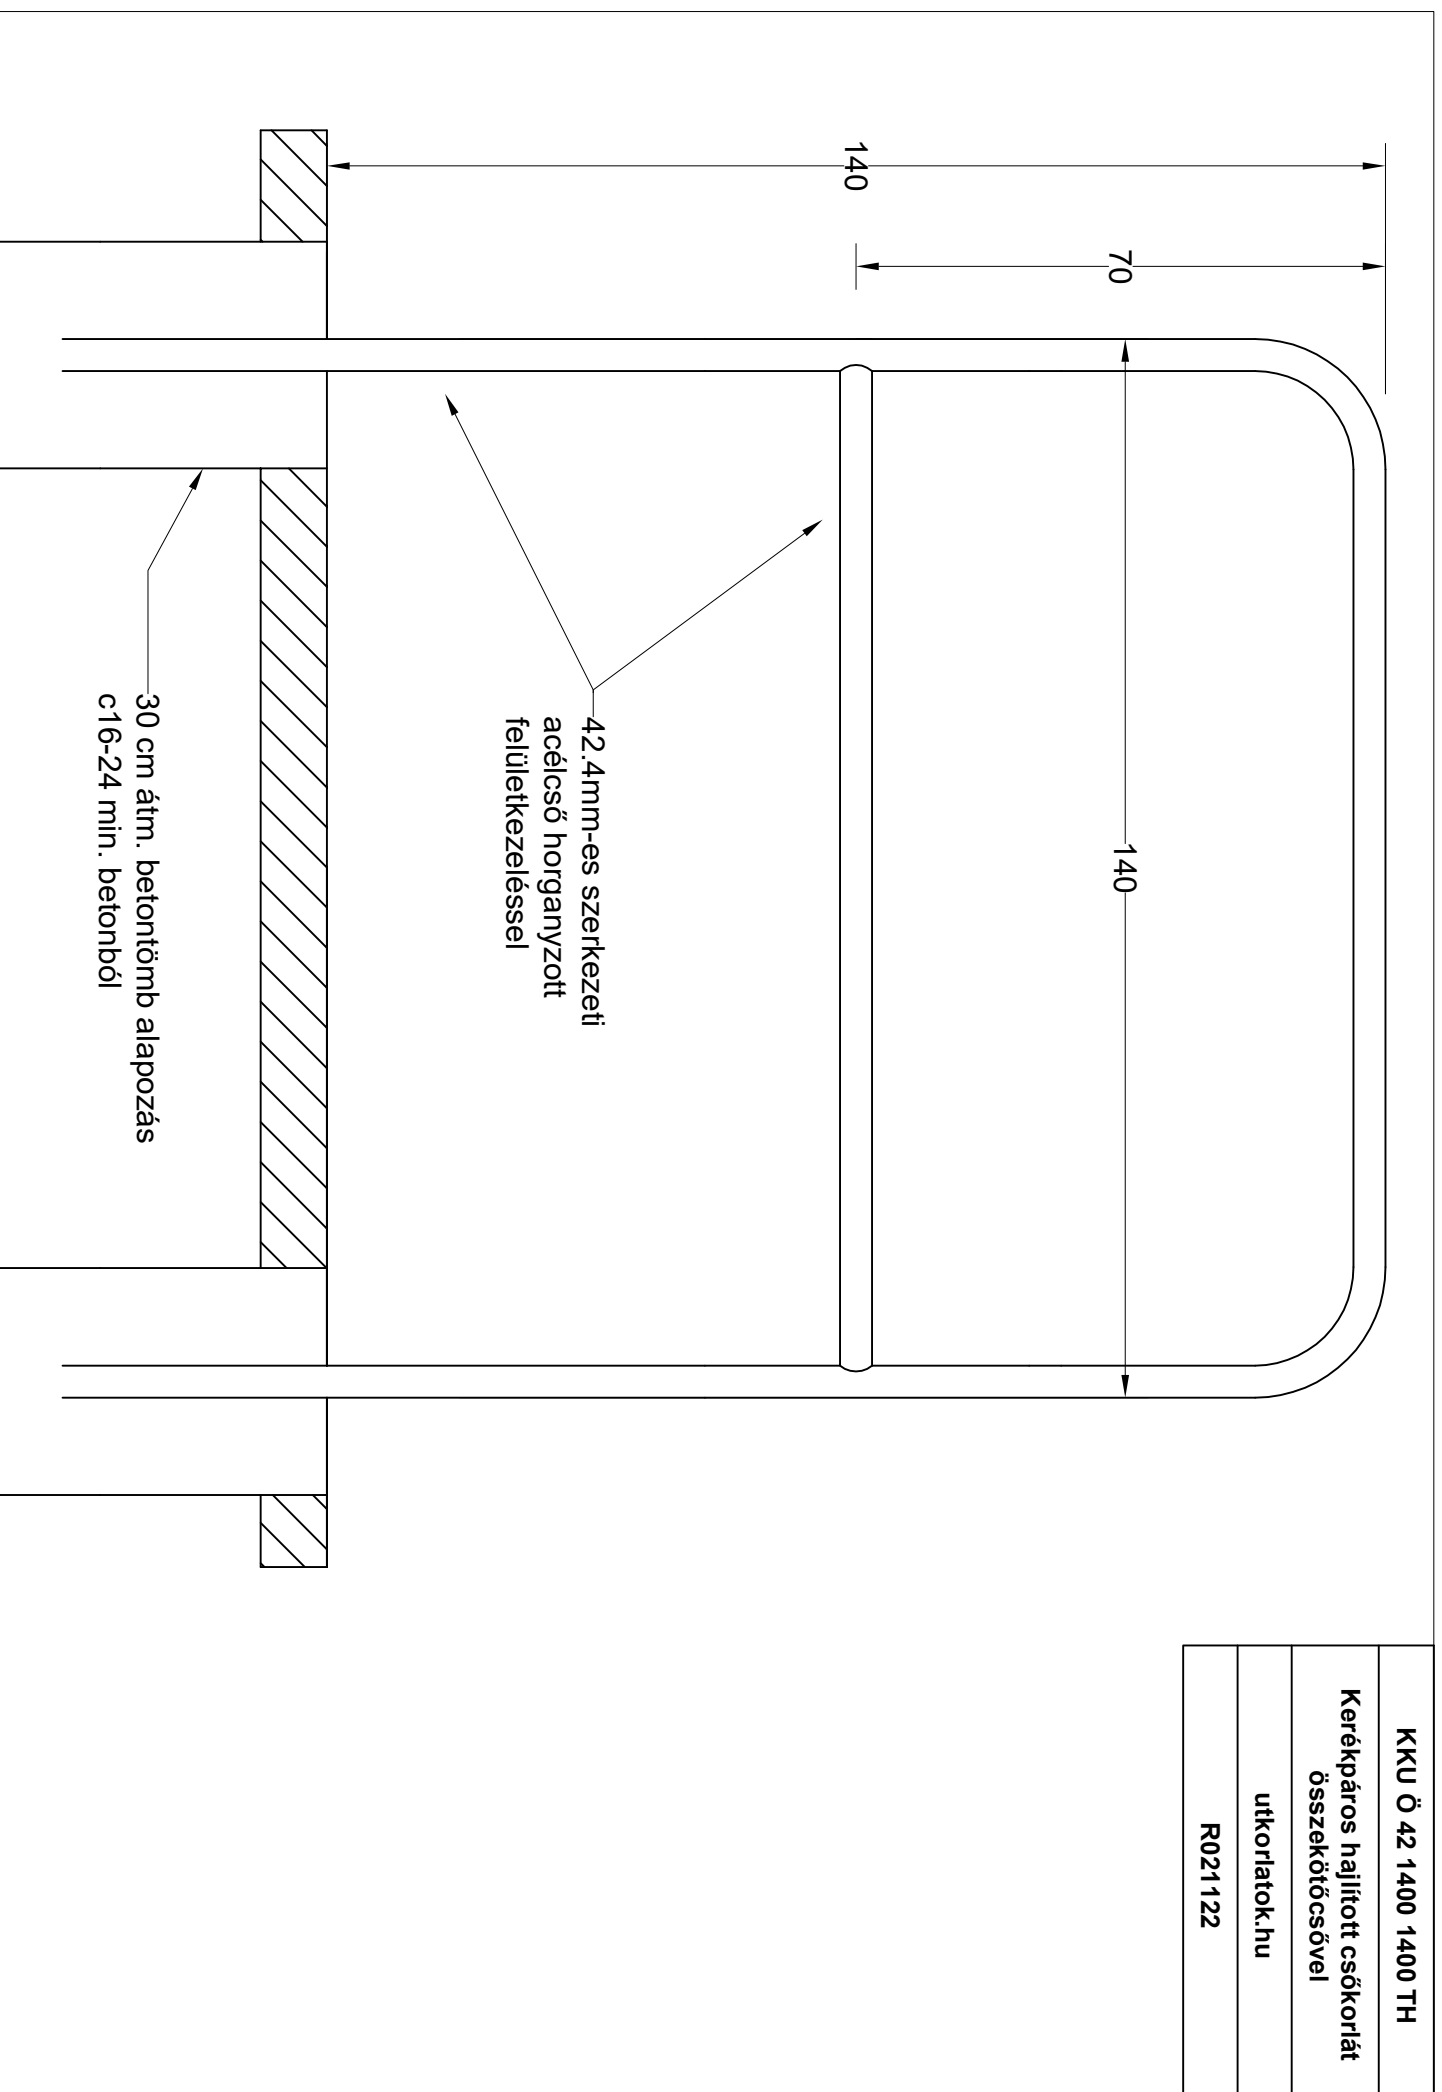 KKU Ö 42 1400 1400 TH
Kerékpáros hajlított csőkorlát
összekötőcsővel
utkorlatok.hu
R021122
140
70
140
42.4mm-es szerkezeti
acélcső horganyzott
felületkezeléssel
30 cm átm. betontömb alapozás
c16-24 min. betonból